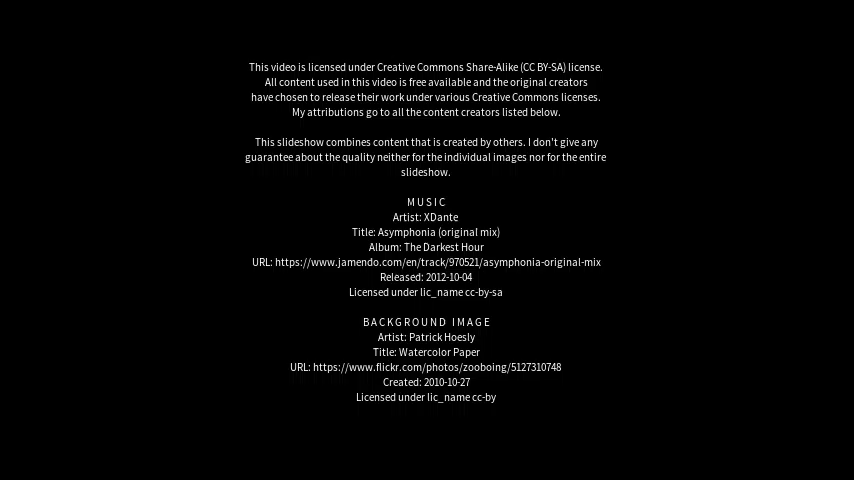 This video is licensed under Creative Commons Share-Alike (CC BY-SA) license.
All content used in this video is free available and the original creators
have chosen to release their work under various Creative Commons licenses.
My attributions go to all the content creators listed below.
This slideshow combines content that is created by others. I don't give any
guarantee about the quality neither for the individual images nor for the entire
slideshow.
MUSIC
Artist: XDante
Title: Asymphonia (original mix)
Album: The Darkest Hour
URL: https://www.jamendo.com/en/track/970521/asymphonia-original-mix
Released: 2012-10-04
Licensed under lic_name cc-by-sa
BACKGROUND IMAGE
Artist: Patrick Hoesly
Title: Watercolor Paper
URL: https://www.flickr.com/photos/zooboing/5127310748
Created: 2010-10-27
Licensed under lic_name cc-by